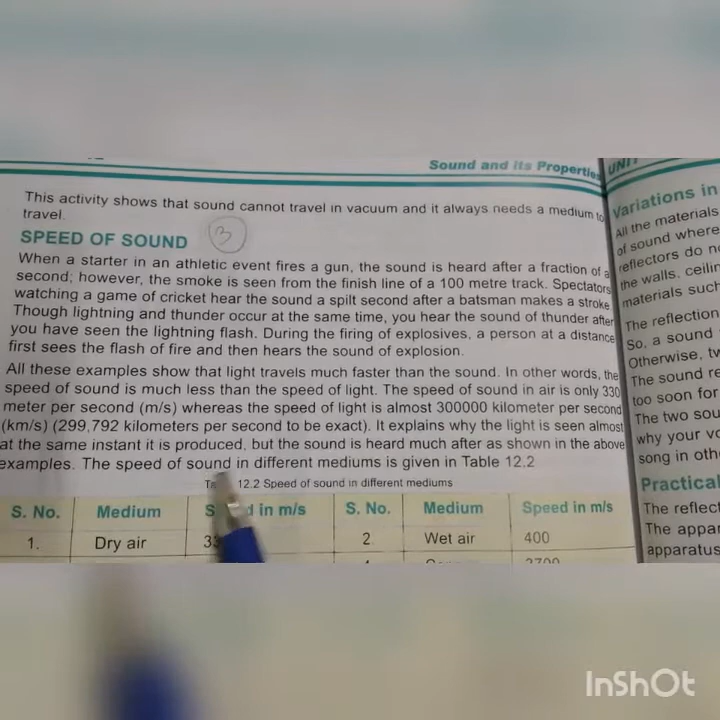 Sound and its Properties
This activity shows that sound cannot travel in vacuum and it always needs a medium to
travel.
SPEED OF SOUND
3
When a starter in an athletic event fires a gun, the sound is heard after a fraction of a
second; however, the smoke is seen from the finish line of a 100 metre track. Spectators
watching a game of cricket hear the sound a spilt second after a batsman makes a stroke.
Though lightning and thunder occur at the same time, you hear the sound of thunder after
you have seen the lightning flash. During the firing of explosives, a person at a distance
first sees the flash of fire and then hears the sound of explosion.
All these examples show that light travels much faster than the sound. In other words, the
speed of sound is much less than the speed of light. The speed of sound in air is only 330
meter per second (m/s) whereas the speed of light is almost 300000 kilometer per second
(km/s) (299,792 kilometers per second to be exact). It explains why the light is seen almost
at the same instant it is produced, but the sound is heard much after as shown in the above
examples. The speed of sound in different mediums is given in Table 12.2
12.2 Speed of sound in different mediums
S. No. Medium in m/s S. No. Medium Speed in m/s
1. Dry air 2. Wet air 400
UNIT
Variations in
All the materials
of sound where
reflectors do
the walls. ceilin
materials such
The reflection
So, a sound
Otherwise, tw
The sound re
too soon for
The two sou
why your vo
song in oth
Practical
The reflect
The appar
apparatus
InShOt